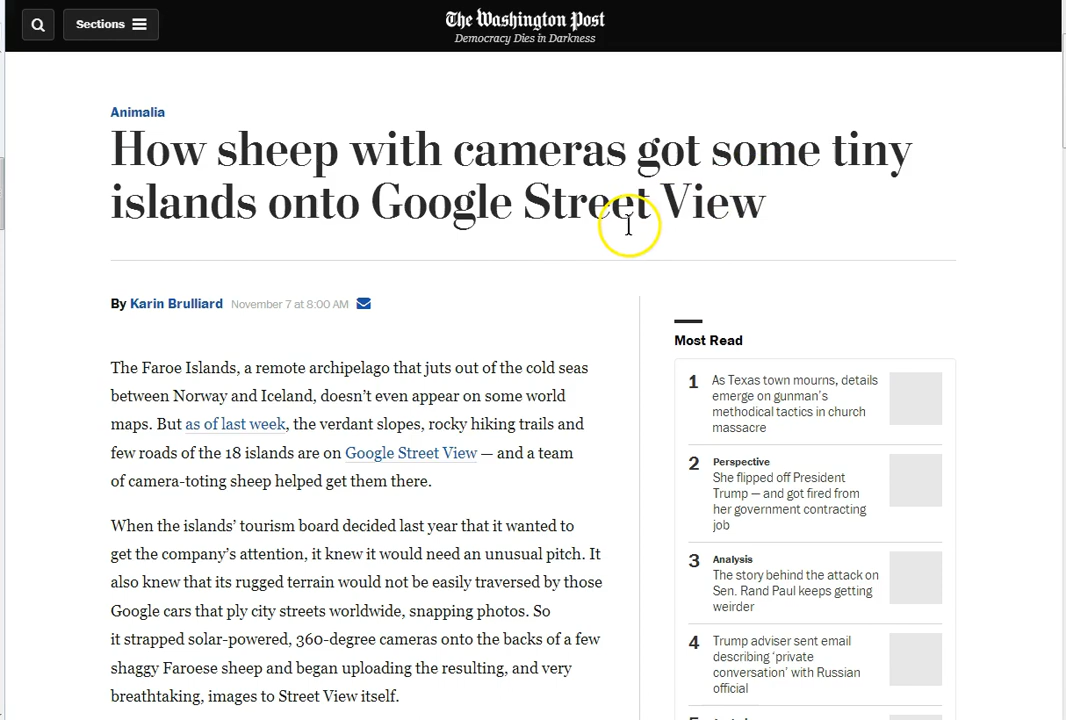 Sections
The Washington Post
Democracy Dies in Darkness
Animalia
How sheep with cameras got some tiny
islands onto Google Street View
By Karin Brulliard November 7 at 8:00 AM
The Faroe Islands, a remote archipelago that juts out of the cold seas
between Norway and Iceland, doesn’t even appear on some world
maps. But as of last week, the verdant slopes, rocky hiking trails and
few roads of the 18 islands are on Google Street View — and a team
of camera-toting sheep helped get them there.
When the islands’ tourism board decided last year that it wanted to
get the company’s attention, it knew it would need an unusual pitch. It
also knew that its rugged terrain would not be easily traversed by those
Google cars that ply city streets worldwide, snapping photos. So
it strapped solar-powered, 360-degree cameras onto the backs of a few
shaggy Faroese sheep and began uploading the resulting, and very
breathtaking, images to Street View itself.
Most Read
1 As Texas town mourns, details
emerge on gunman’s
methodical tactics in church
massacre
2 Perspective
She flipped off President
Trump — and got fired from
her government contracting
job
3 Analysis
The story behind the attack on
Sen. Rand Paul keeps getting
weirder
4 Trump adviser sent email
describing ‘private
conversation’ with Russian
official